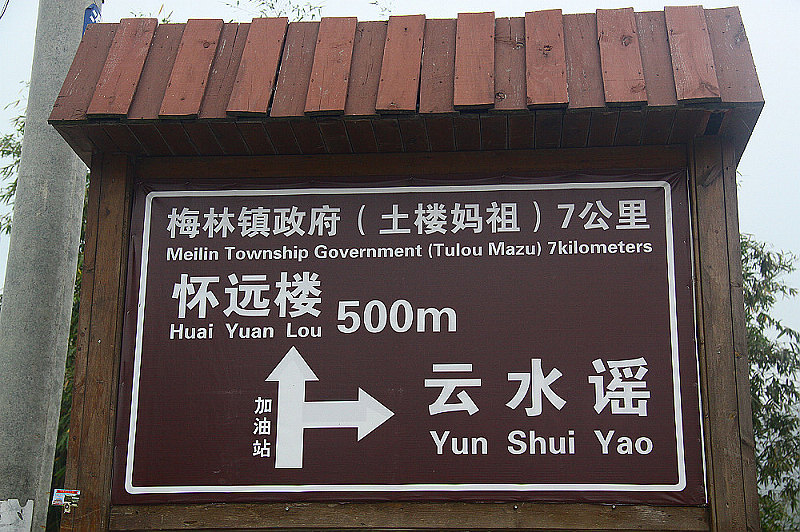 梅林镇政府（土楼妈祖）7公里
Meilin Township Government (Tulou Mazu) 7kilometers
怀远楼 500m
Huai Yuan Lou
加油站
云水谣
Yun Shui Yao